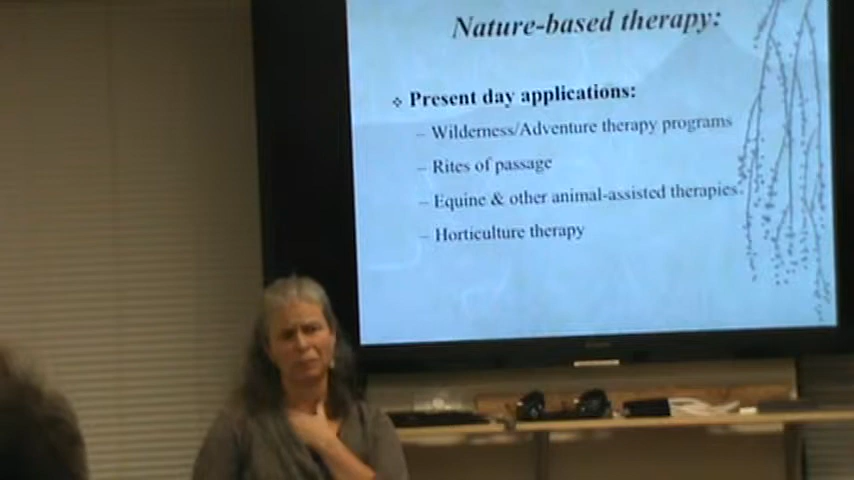 Nature-based therapy:
❖ Present day applications:
– Wilderness/Adventure therapy programs
– Rites of passage
– Equine & other animal-assisted therapies
– Horticulture therapy